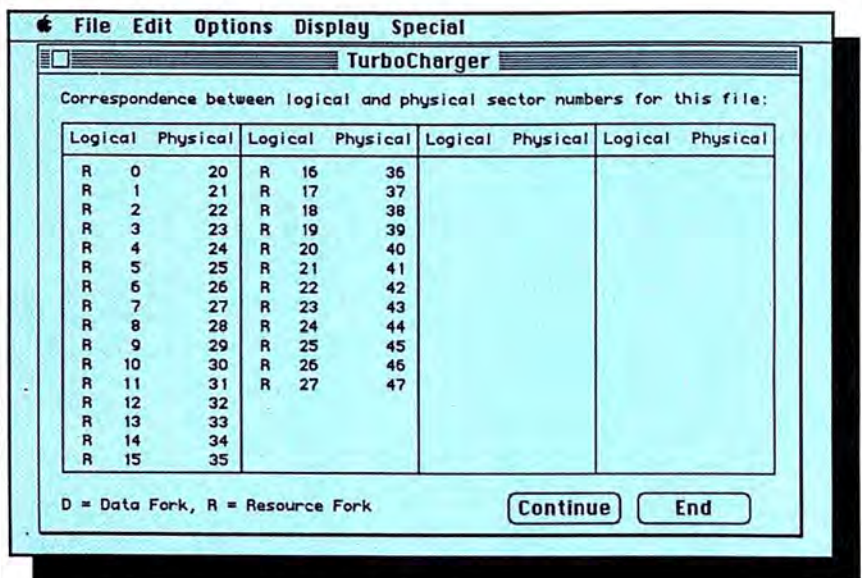 File Edit Options Display Special
TurboCharger
Correspondence between logical and physical sector numbers for this file:
Logical Physical Logical Physical Logical Physical Logical Physical
R 0 20 R 16 36
R 1 21 R 17 37
R 2 22 R 18 38
R 3 23 R 19 39
R 4 24 R 20 40
R 5 25 R 21 41
R 6 26 R 22 42
R 7 27 R 23 43
R 8 28 R 24 44
R 9 29 R 25 45
R 10 30 R 26 46
R 11 31 R 27 47
R 12 32
R 13 33
R 14 34
R 15 35
D = Data Fork, R = Resource Fork Continue End